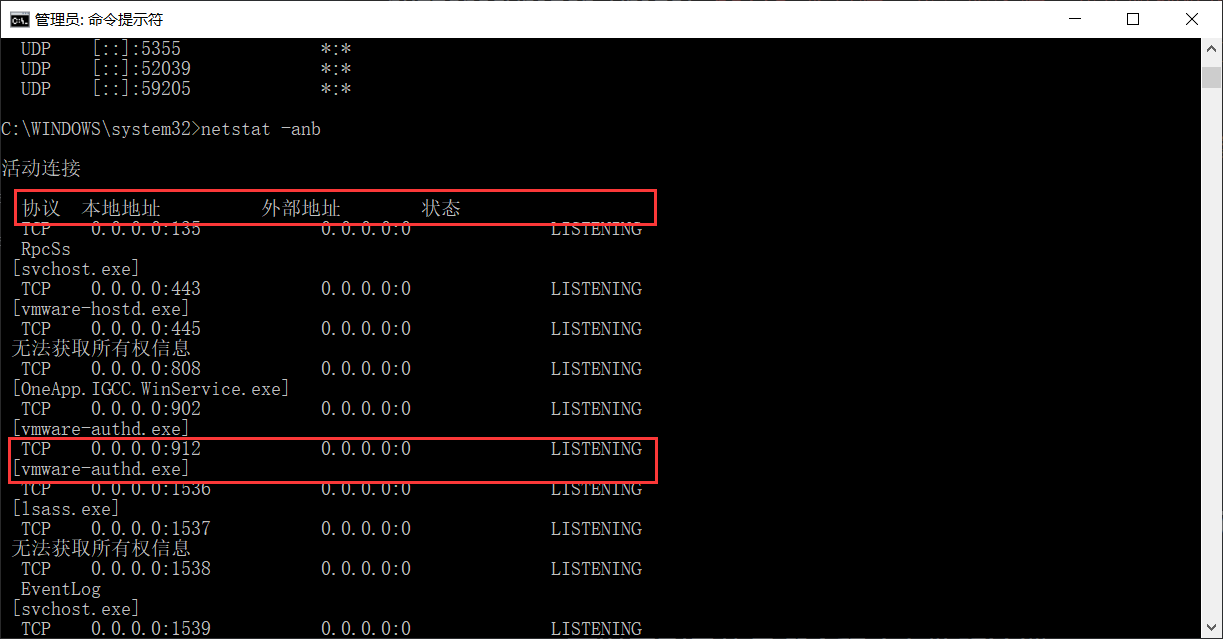 管理员: 命令提示符
UDP    [::]:5355              *:*
UDP    [::]:52039             *:*
UDP    [::]:59205             *:*
C:\WINDOWS\system32>netstat -anb
活动连接
协议  本地地址          外部地址        状态
TCP    0.0.0.0:135            0.0.0.0:0              LISTENING
RpcSs
[svchost.exe]
TCP    0.0.0.0:443            0.0.0.0:0              LISTENING
[vmware-hostd.exe]
TCP    0.0.0.0:445            0.0.0.0:0              LISTENING
无法获取所有权信息
TCP    0.0.0.0:808            0.0.0.0:0              LISTENING
[OneApp.IGCC.WinService.exe]
TCP    0.0.0.0:902            0.0.0.0:0              LISTENING
[vmware-authd.exe]
TCP    0.0.0.0:912            0.0.0.0:0              LISTENING
[vmware-authd.exe]
TCP    0.0.0.0:1536           0.0.0.0:0              LISTENING
[lsass.exe]
TCP    0.0.0.0:1537           0.0.0.0:0              LISTENING
无法获取所有权信息
TCP    0.0.0.0:1538           0.0.0.0:0              LISTENING
EventLog
[svchost.exe]
TCP    0.0.0.0:1539           0.0.0.0:0              LISTENING